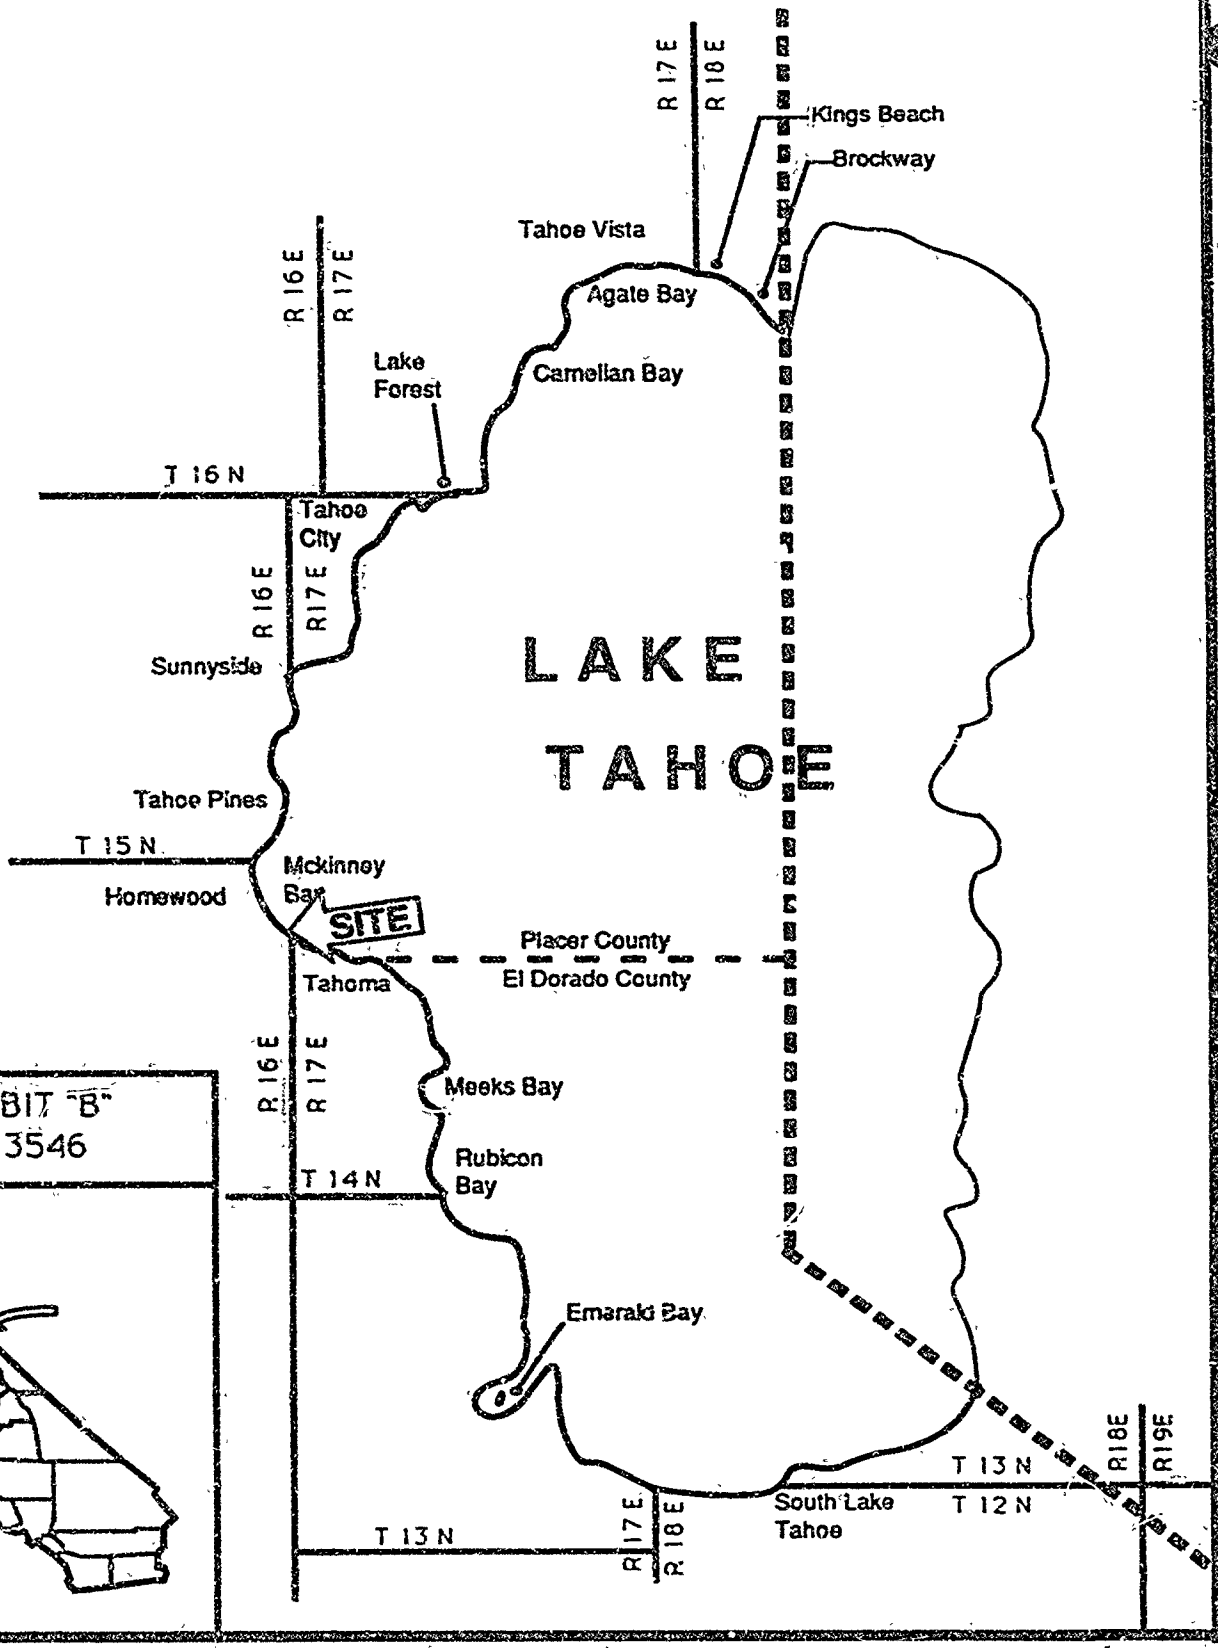 R 17 E
R 18 E
Kings Beach
Brockway
Tahoe Vista
R 16 E
R 17 E
Agate Bay
Lake
Forest
Camelian Bay
T 16 N
Tahoe
City
R 16 E
R 17 E
LAKE
Sunnyside
TAHOE
Tahoe Pines
T 15 N
Mckinney
Bay
Homewood
SITE
Placer County
El Dorado County
Tahoma
R 16 E
R 17 E
Meeks Bay
BIT "B"
3546
Rubicon
Bay
T 14 N
Emerald Bay
R18E
R19E
T 13 N
South Lake
Tahoe
T 12 N
R 17 E
R 18 E
T 13 N